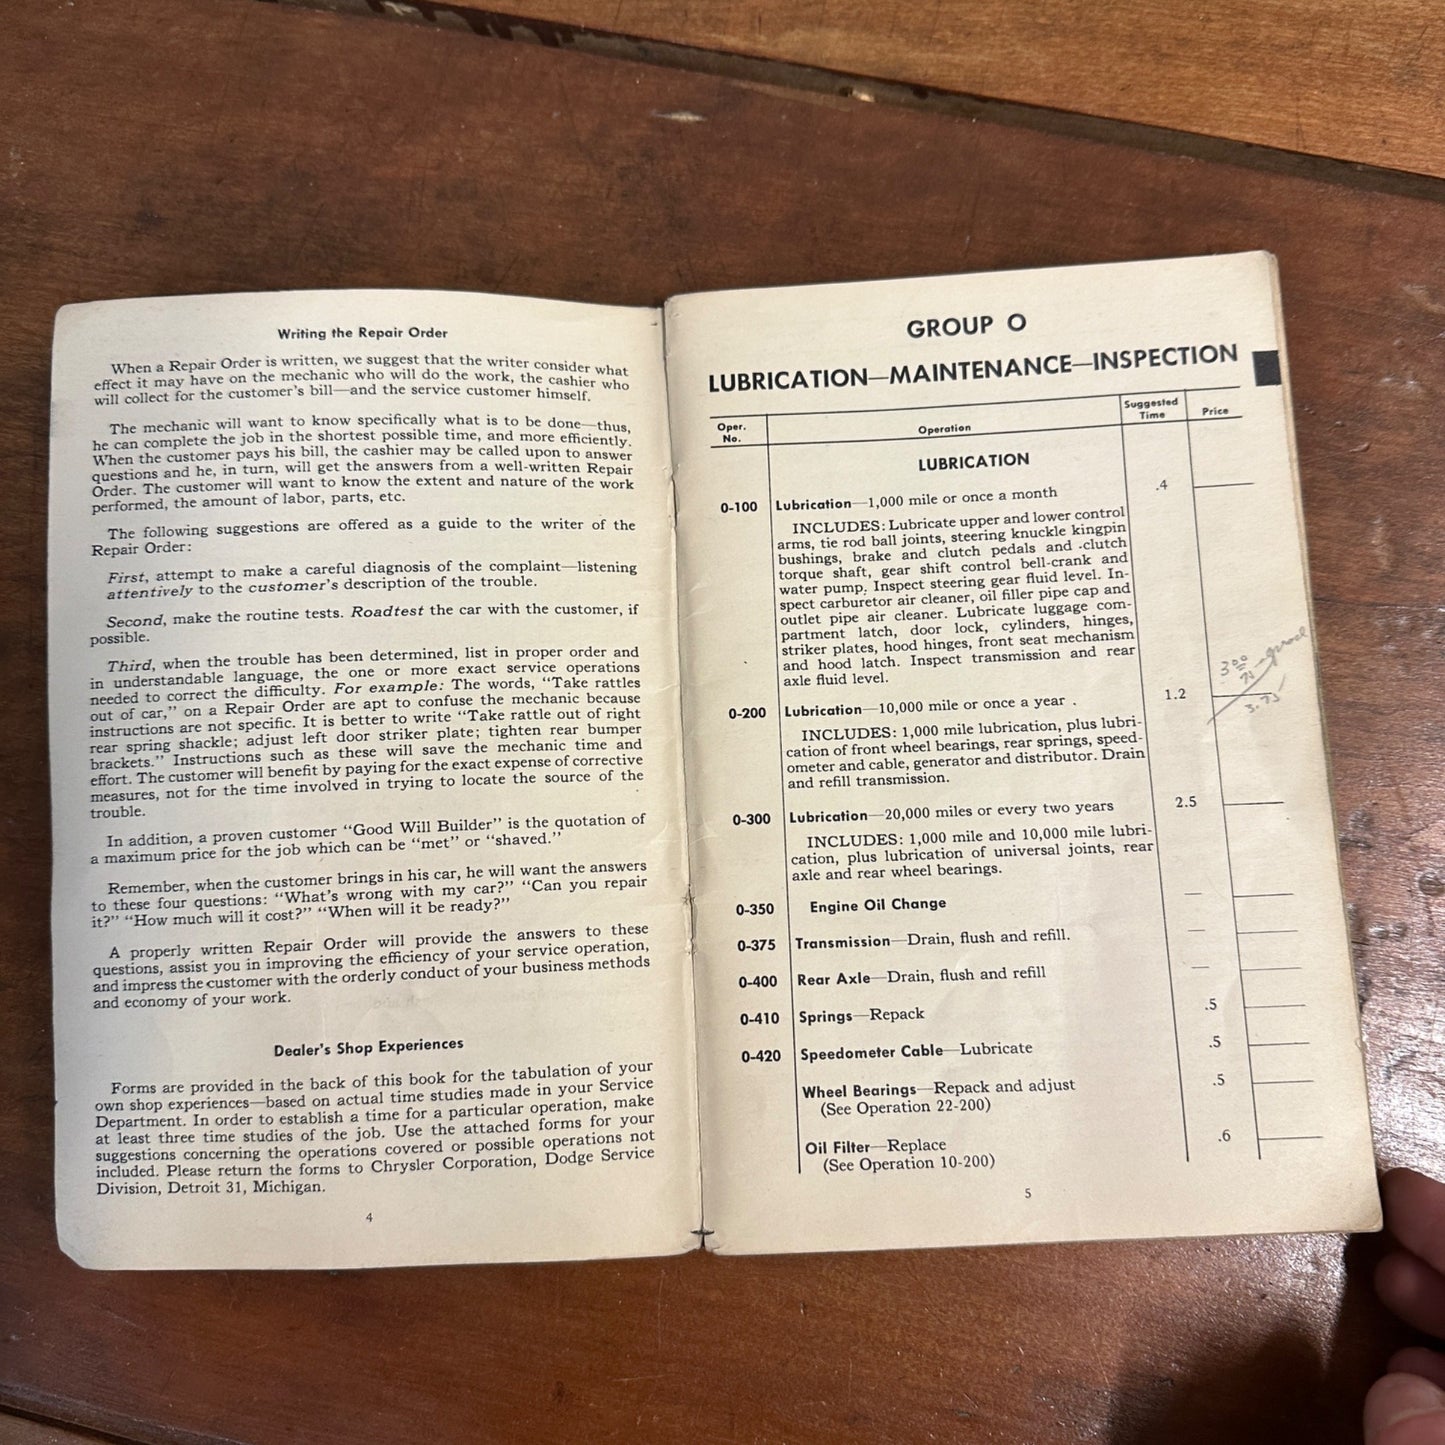 Writing the Repair Order
When a Repair Order is written, we suggest that the writer consider what
effect it may have on the mechanic who will do the work, the cashier who
will collect for the customer's bill—and the service customer himself.
The mechanic will want to know specifically what is to be done—thus,
he can complete the job in the shortest possible time, and more efficiently.
When the customer pays his bill, the cashier may be called upon to answer
questions and he, in turn, will get the answers from a well-written Repair
Order. The customer will want to know the extent and nature of the work
performed, the amount of labor, parts, etc.
The following suggestions are offered as a guide to the writer of the
Repair Order:
First, attempt to make a careful diagnosis of the complaint—listening
attentively to the customer's description of the trouble.
Second, make the routine tests. Roadtest the car with the customer, if
possible.
Third, when the trouble has been determined, list in proper order and
in understandable language, the one or more exact service operations
needed to correct the difficulty. For example: The words, "Take rattles
out of car," on a Repair Order are apt to confuse the mechanic because
instructions are not specific. It is better to write "Take rattle out of right
rear spring shackle; adjust left door striker plate; tighten rear bumper
brackets." Instructions such as these will save the mechanic time and
effort. The customer will benefit by paying for the exact expense of corrective
measures, not for the time involved in trying to locate the source of the
trouble.
In addition, a proven customer "Good Will Builder" is the quotation of
a maximum price for the job which can be "met" or "shaved."
Remember, when the customer brings in his car, he will want the answers
to these four questions: "What's wrong with my car?" "Can you repair
it?" "How much will it cost?" "When will it be ready?"
A properly written Repair Order will provide the answers to these
questions, assist you in improving the efficiency of your service operation,
and impress the customer with the orderly conduct of your business methods
and economy of your work.
Dealer's Shop Experiences
Forms are provided in the back of this book for the tabulation of your
own shop experiences—based on actual time studies made in your Service
Department. In order to establish a time for a particular operation, make
at least three time studies of the job. Use the attached forms for your
suggestions concerning the operations covered or possible operations not
included. Please return the forms to Chrysler Corporation, Dodge Service
Division, Detroit 31, Michigan.
4
GROUP O
LUBRICATION—MAINTENANCE—INSPECTION
Oper. No. Operation Suggested Time Price
LUBRICATION
0-100 Lubrication—1,000 mile or once a month .4
INCLUDES: Lubricate upper and lower control
arms, tie rod ball joints, steering knuckle kingpin
bushings, brake and clutch pedals and clutch
torque shaft, gear shift control bell-crank and
water pump. Inspect steering gear fluid level. In-
spect carburetor air cleaner, oil filler pipe cap and
outlet pipe air cleaner. Lubricate luggage com-
partment latch, door lock, cylinders, hinges,
striker plates, hood hinges, front seat mechanism
and hood latch. Inspect transmission and rear
axle fluid level.
3 00
75
3.75
0-200 Lubrication—10,000 mile or once a year . 1.2
INCLUDES: 1,000 mile lubrication, plus lubri-
cation of front wheel bearings, rear springs, speed-
ometer and cable, generator and distributor. Drain
and refill transmission.
0-300 Lubrication—20,000 miles or every two years 2.5
INCLUDES: 1,000 mile and 10,000 mile lubri-
cation, plus lubrication of universal joints, rear
axle and rear wheel bearings.
0-350 Engine Oil Change —
0-375 Transmission—Drain, flush and refill. —
0-400 Rear Axle—Drain, flush and refill —
0-410 Springs—Repack .5
0-420 Speedometer Cable—Lubricate .5
Wheel Bearings—Repack and adjust .5
(See Operation 22-200)
Oil Filter—Replace .6
(See Operation 10-200)
5